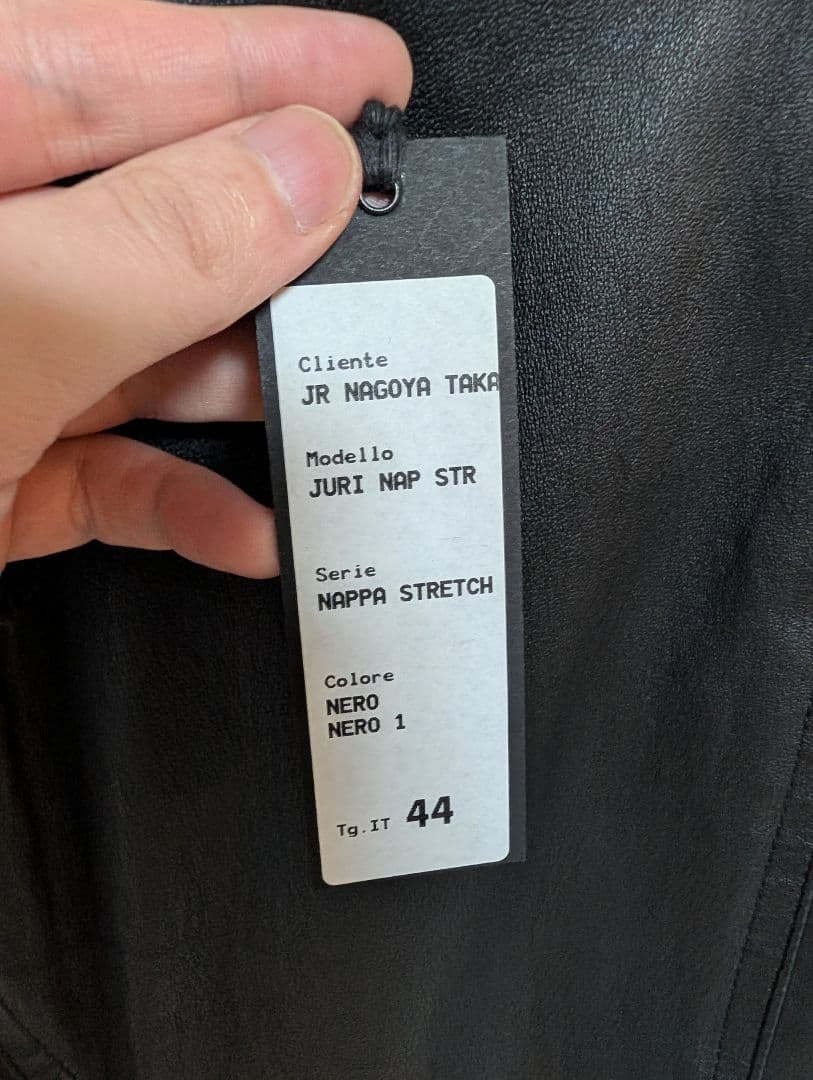 Cliente
JR NAGOYA TAKA
Modello
JURI NAP STR
Serie
NAPPA STRETCH
Colore
NERO
NERO 1
Tg.IT 44